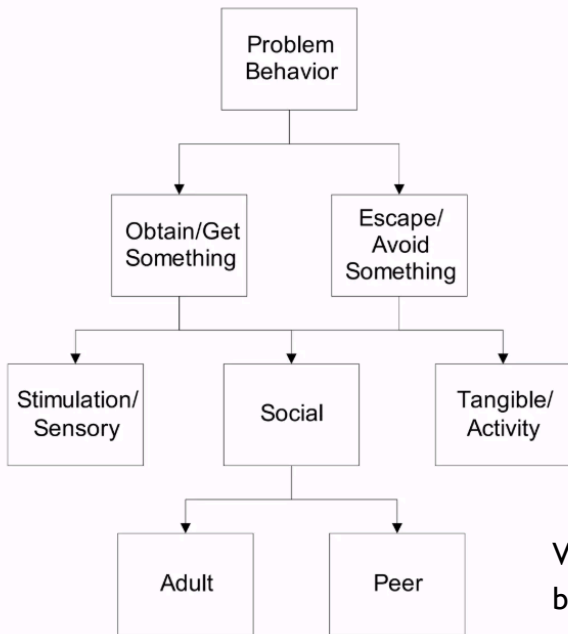 Problem
Behavior
Obtain/Get
Something
Escape/
Avoid
Something
Stimulation/
Sensory
Social
Tangible/
Activity
Adult
Peer